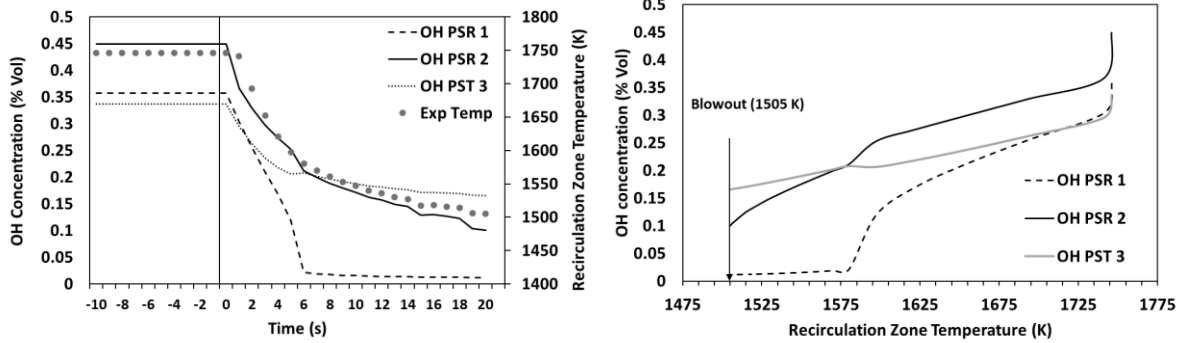 OH Concentration (% Vol)
0.5
0.45
0.4
0.35
0.3
0.25
0.2
0.15
0.1
0.05
0
-10 -8 -6 -4 -2 0 2 4 6 8 10 12 14 16 18 20
Time (s)
OH PSR 1
OH PSR 2
OH PST 3
Exp Temp
1800
1750
1700
1650
1600
1550
1500
1450
1400
Recirculation Zone Temperature (K)
OH concentration (% Vol)
0.5
0.45
0.4
0.35
0.3
0.25
0.2
0.15
0.1
0.05
0
Blowout (1505 K)
OH PSR 1
OH PSR 2
OH PST 3
1475 1525 1575 1625 1675 1725 1775
Recirculation Zone Temperature (K)